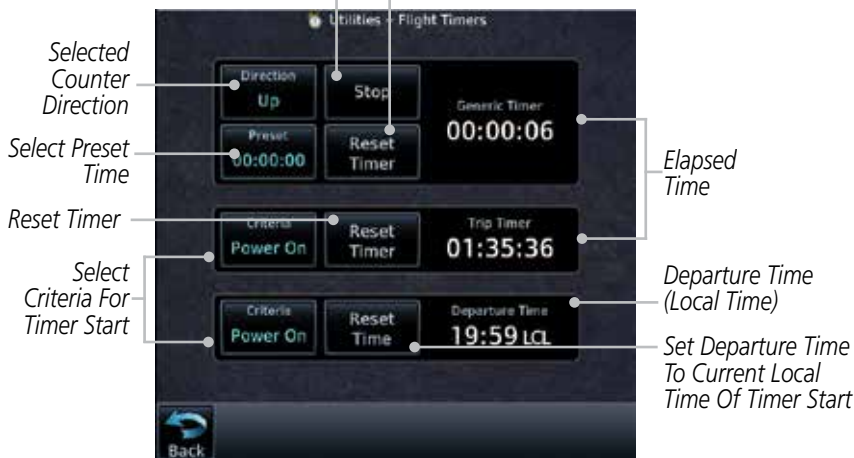 Utilities - Flight Timers
Selected
Counter
Direction
Direction
Up
Stop
Generic Timer
00:00:06
Select Preset
Time
Preset
00:00:00
Reset
Timer
Elapsed
Time
Reset Timer
Criteria
Power On
Reset
Timer
Trip Timer
01:35:36
Select
Criteria For
Timer Start
Criteria
Power On
Reset
Time
Departure Time
19:59 LCL
Departure Time
(Local Time)
Set Departure Time
To Current Local
Time Of Timer Start
Back